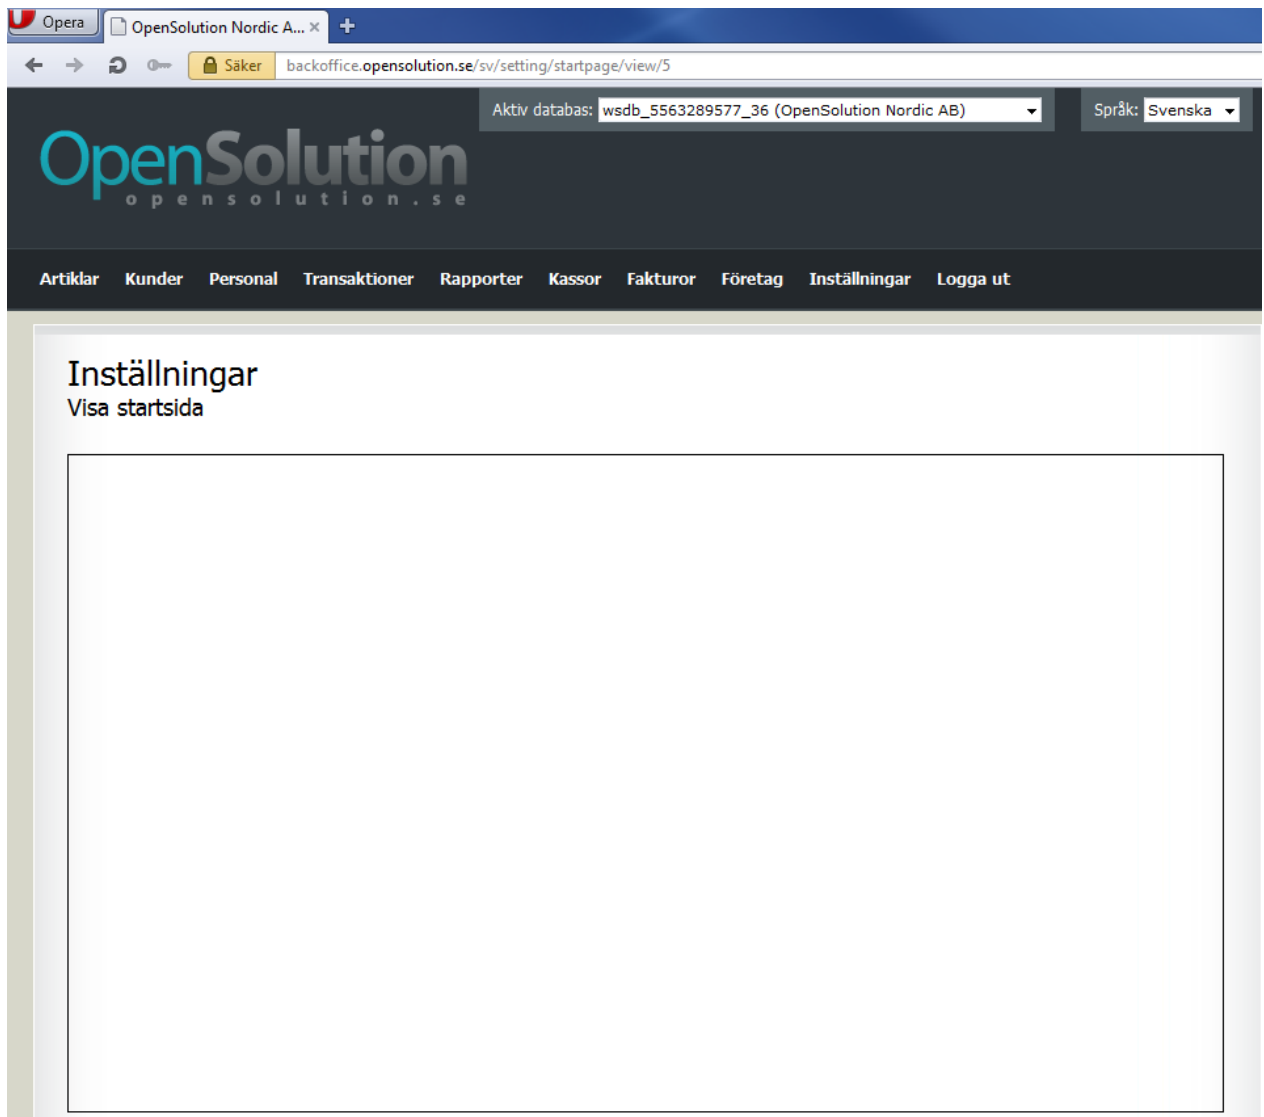 Opera
OpenSolution Nordic A...
Säker backoffice.opensolution.se/sv/setting/startpage/view/5
Aktiv databas: wsdb_5563289577_36 (OpenSolution Nordic AB) Språk: Svenska
OpenSolution
opensolution.se
Artiklar Kunder Personal Transaktioner Rapporter Kassor Fakturor Företag Inställningar Logga ut
Inställningar
Visa startsida